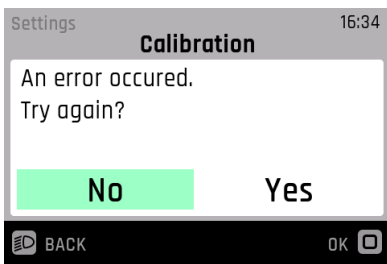 Settings 16:34
Calibration
An error occured.
Try again?
No Yes
BACK OK